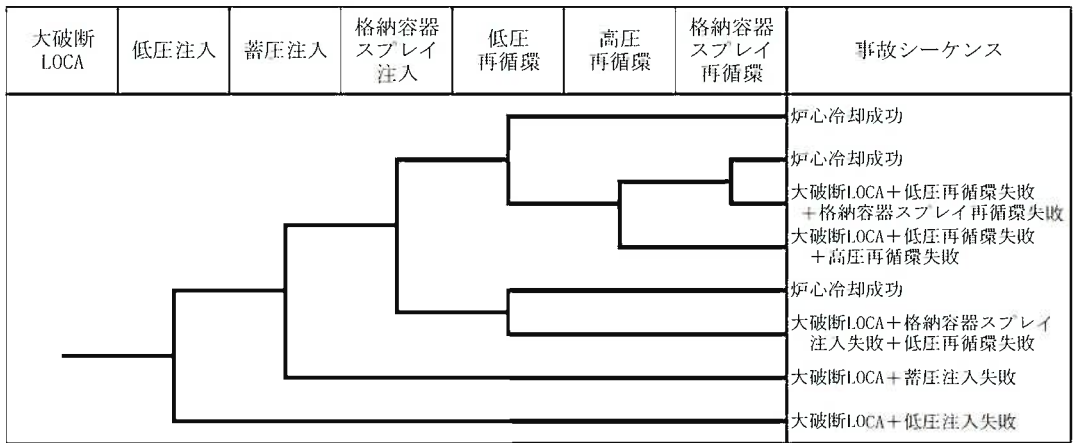 大破断
LOCA
低圧注入
蓄圧注入
格納容器
スプレイ
注入
低圧
再循環
高圧
再循環
格納容器
スプレイ
再循環
事故シーケンス
炉心冷却成功
炉心冷却成功
大破断LOCA+低圧再循環失敗
+格納容器スプレイ再循環失敗
大破断LOCA+低圧再循環失敗
+高圧再循環失敗
炉心冷却成功
大破断LOCA+格納容器スプレイ
注入失敗+低圧再循環失敗
大破断LOCA+蓄圧注入失敗
大破断LOCA+低圧注入失敗